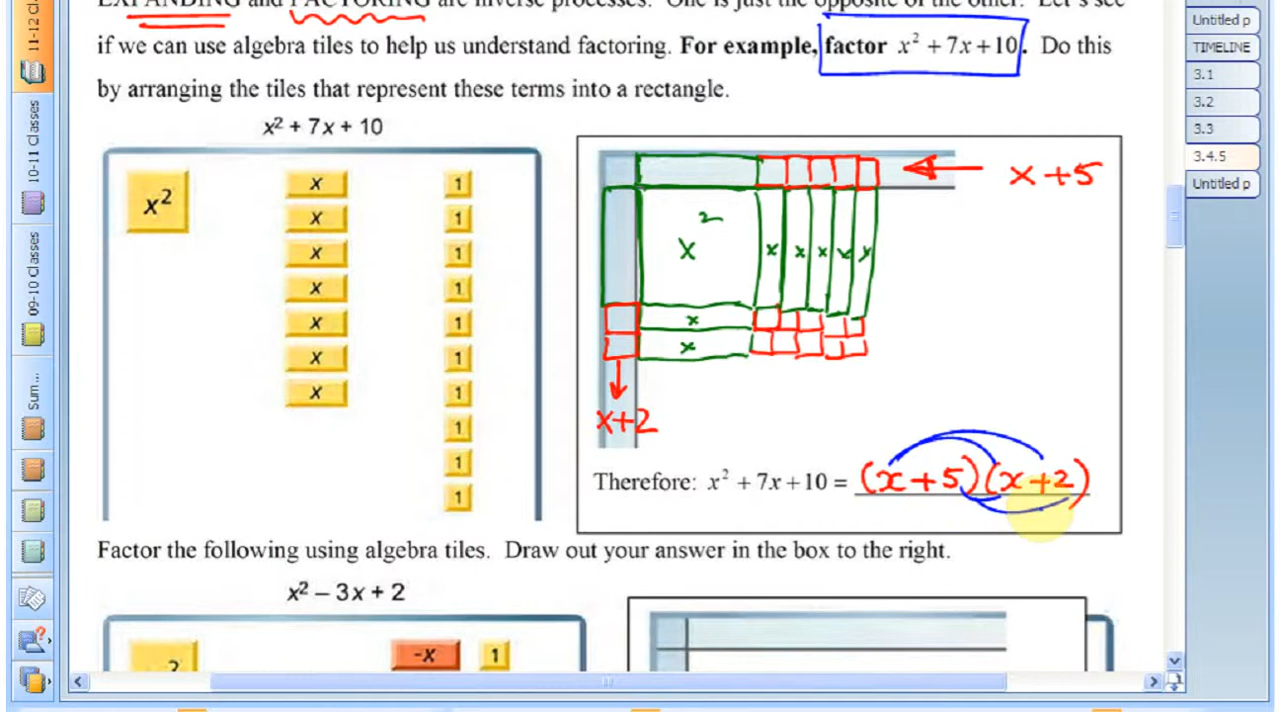 EXPANDING and FACTORING are inverse processes. One is just the opposite of the other. Let's see
if we can use algebra tiles to help us understand factoring. For example, factor x² + 7x + 10. Do this
by arranging the tiles that represent these terms into a rectangle.
x² + 7x + 10
x²
x
x
x
x
x
x
x
1
1
1
1
1
1
1
1
1
1
x + 5
x²
x x x x x
x
x
x+2
Therefore: x² + 7x + 10 = (x + 5)(x + 2)
Factor the following using algebra tiles. Draw out your answer in the box to the right.
x² – 3x + 2
-x
1
11-12 Cla
10-11 Classes
09-10 Classes
Sum...
Untitled p
TIMELINE
3.1
3.2
3.3
3.4.5
Untitled p